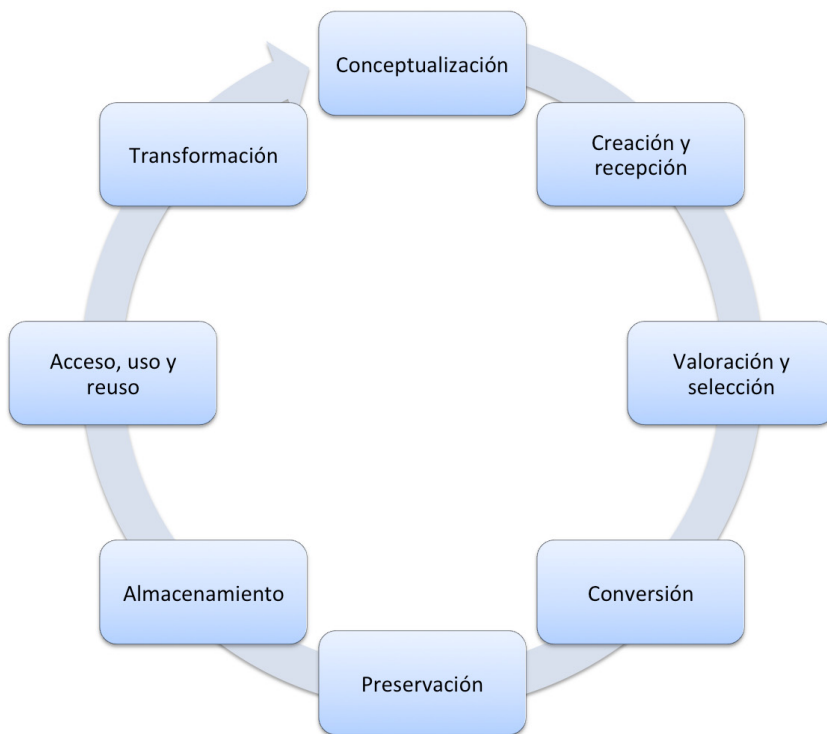 Conceptualización
Creación y
recepción
Valoración y
selección
Conversión
Preservación
Almacenamiento
Acceso, uso y
reuso
Transformación